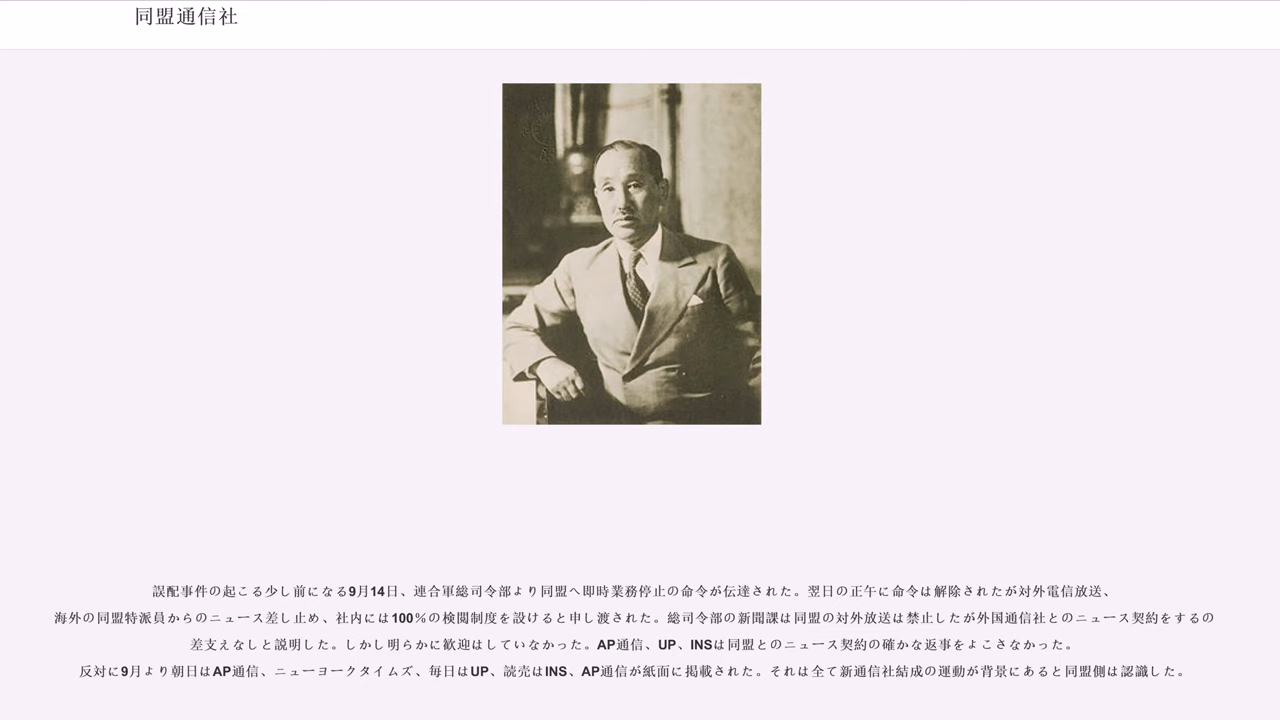 同盟通信社
誤配事件の起こる少し前になる9月14日、連合軍総司令部より同盟へ即時業務停止の命令が伝達された。翌日の正午に命令は解除されたが対外電信放送、
海外の同盟特派員からのニュース差し止め、社内には100％の検閲制度を設けると申し渡された。総司令部の新聞課は同盟の対外放送は禁止したが外国通信社とのニュース契約をするの
差支えなしと説明した。しかし明らかに歓迎はしていなかった。AP通信、UP、INSは同盟とのニュース契約の確かな返事をよこさなかった。
反対に9月より朝日はAP通信、ニューヨークタイムズ、毎日はUP、読売はINS、AP通信が紙面に掲載された。それは全て新通信社結成の運動が背景にあると同盟側は認識した。